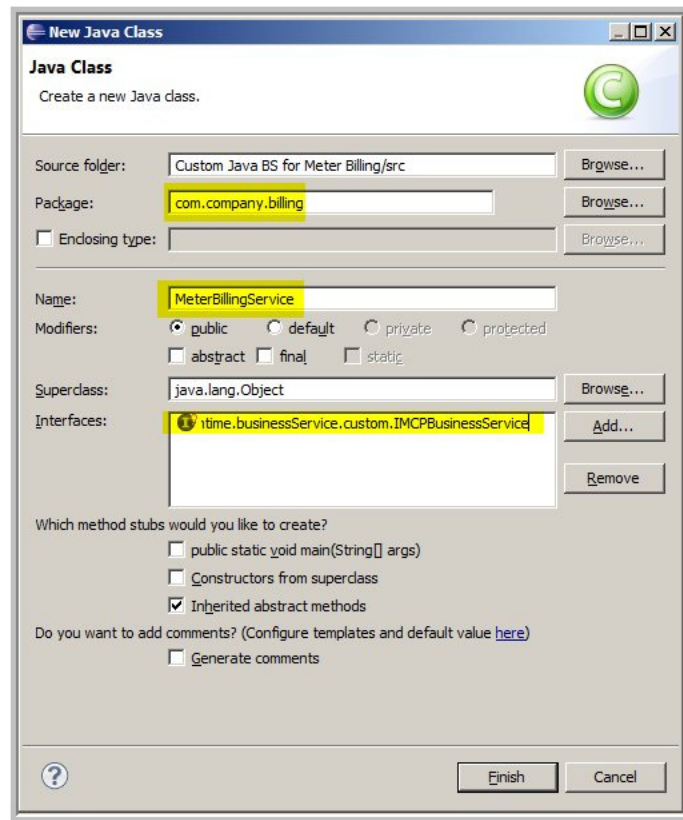 New Java Class
Java Class
Create a new Java class.
Source folder: Custom Java BS for Meter Billing/src Browse...
Package: com.company.billing Browse...
Enclosing type: Browse...
Name: MeterBillingService
Modifiers: public default private protected
abstract final static
Superclass: java.lang.Object Browse...
Interfaces: ntime.businessService.custom.IMCPBusinessService Add...
Remove
Which method stubs would you like to create?
public static void main(String[] args)
Constructors from superclass
Inherited abstract methods
Do you want to add comments? (Configure templates and default value here)
Generate comments
? Finish Cancel